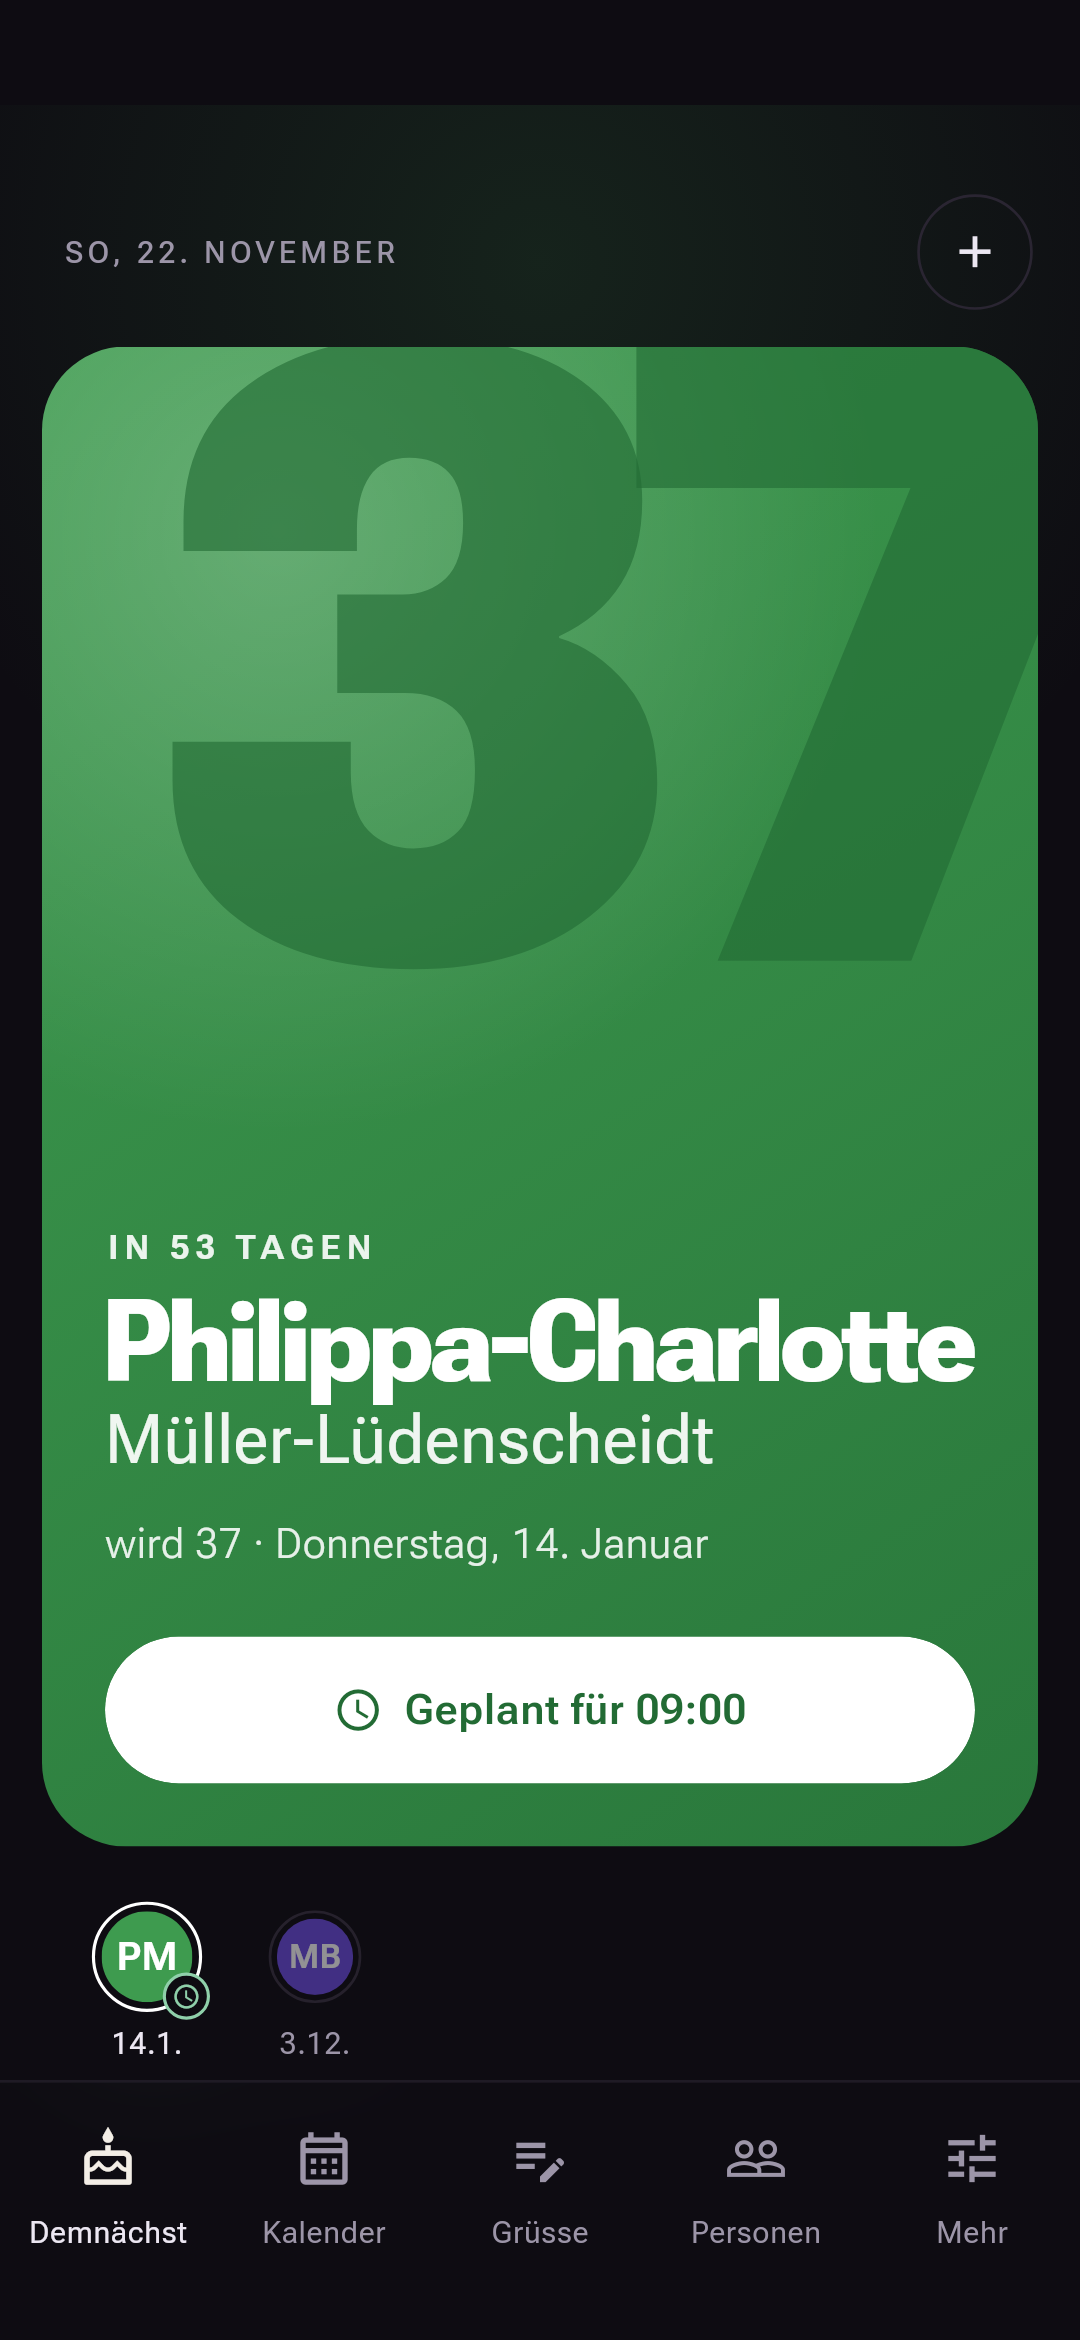 SO, 22. NOVEMBER
37
IN 53 TAGEN
Philippa-Charlotte
Müller-Lüdenscheidt
wird 37 · Donnerstag, 14. Januar
Geplant für 09:00
PM
MB
14.1.
3.12.
Demnächst
Kalender
Grüsse
Personen
Mehr